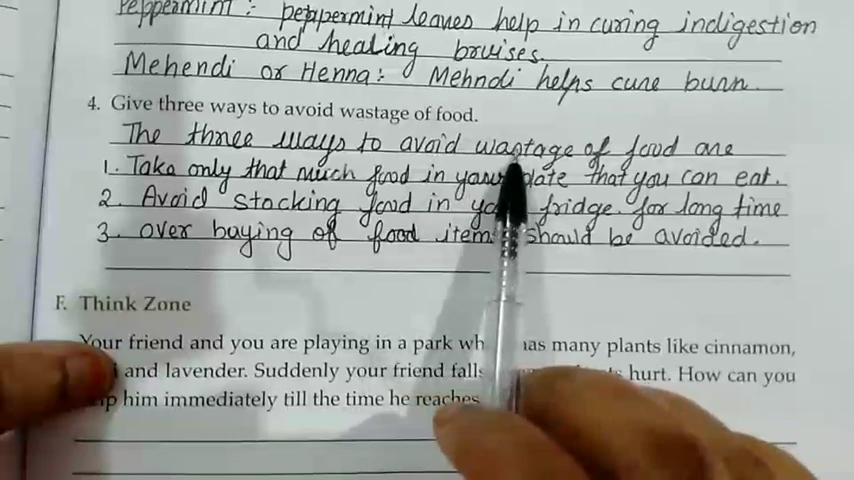 Peppermint : peppermint leaves help in curing indigestion
and healing bruises.
Mehendi or Henna : Mehndi helps cure burn.
4. Give three ways to avoid wastage of food.
The three ways to avoid wastage of food are
1. Take only that much food in your plate that you can eat.
2. Avoid stocking food in fridge. for long time
3. over buying of food item should be avoided.
F. Think Zone
Your friend and you are playing in a park has many plants like cinnamon,
and lavender. Suddenly your friend falls hurt. How can you
him immediately till the time he reaches